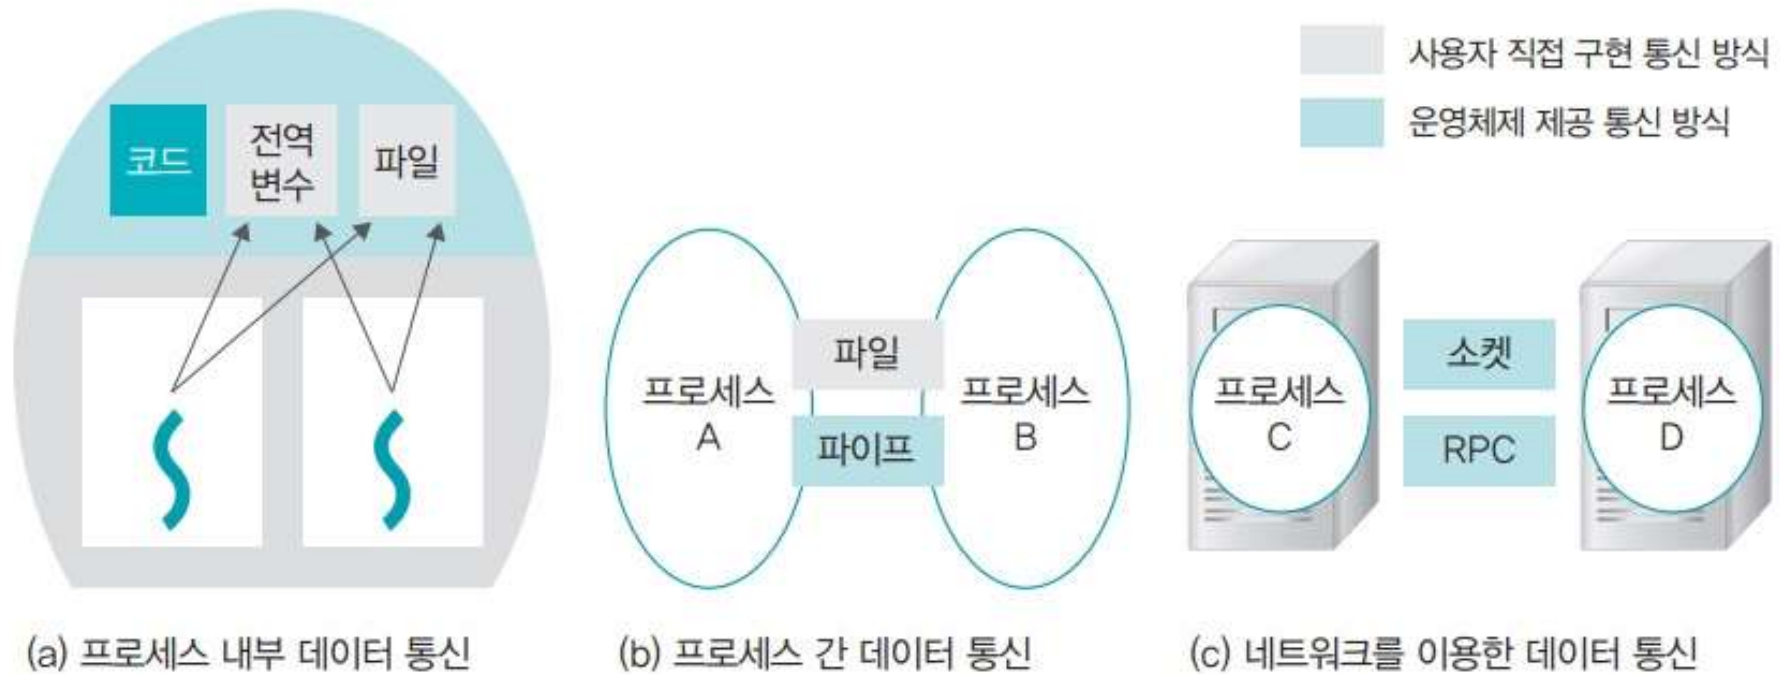 사용자 직접 구현 통신 방식
운영체제 제공 통신 방식
코드
전역
변수
파일
프로세스
A
파일
파이프
프로세스
B
프로세스
C
소켓
RPC
프로세스
D
(a) 프로세스 내부 데이터 통신
(b) 프로세스 간 데이터 통신
(c) 네트워크를 이용한 데이터 통신